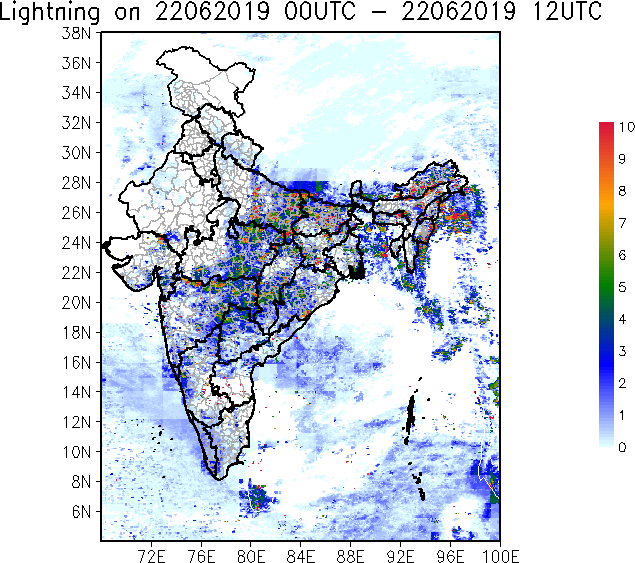 Lightning on 22062019 00UTC – 22062019 12UTC
38N
36N
34N
32N
30N
28N
26N
24N
22N
20N
18N
16N
14N
12N
10N
8N
6N
72E 76E 80E 84E 88E 92E 96E 100E
10
9
8
7
6
5
4
3
2
1
0